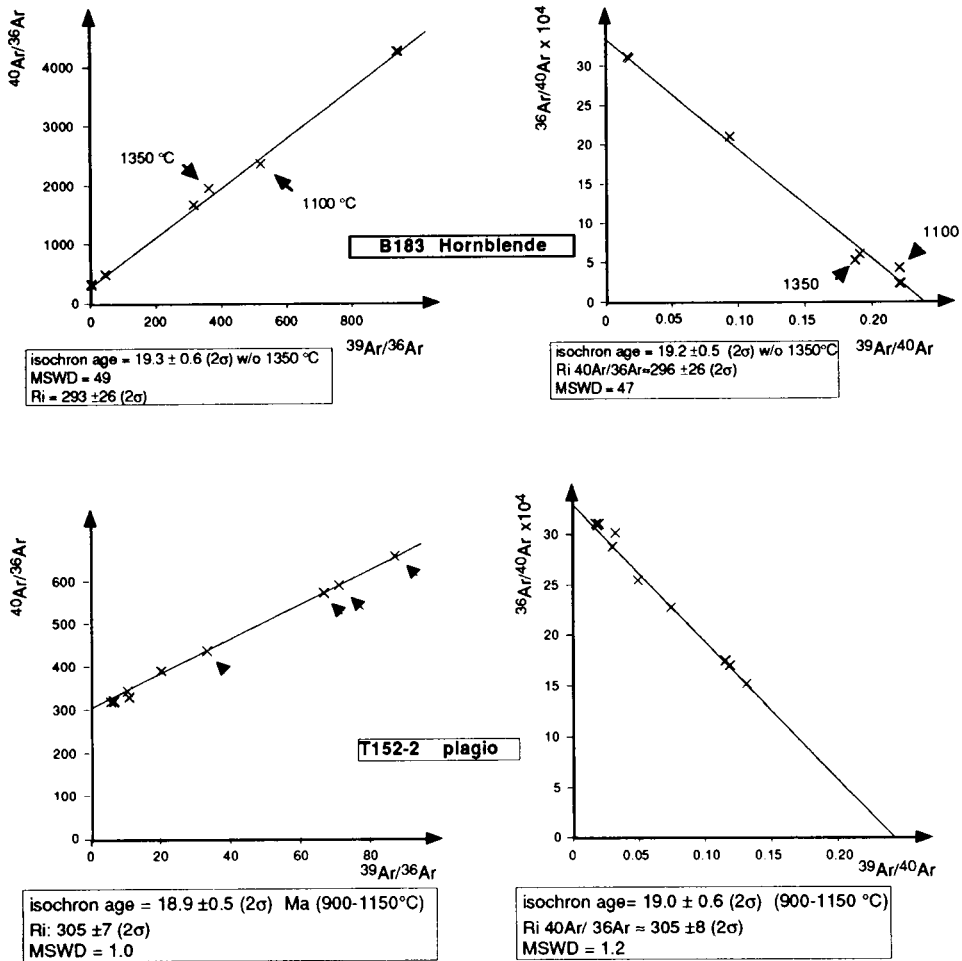 40Ar/36Ar
4000
3000
2000
1000
0
0
200
400
600
800
39Ar/36Ar
1350 °C
1100 °C
isochron age = 19.3 ± 0.6 (2σ) w/o 1350 °C
MSWD = 49
Ri = 293 ±26 (2σ)
B183 Hornblende
36Ar/40Ar x 10^4
30
25
20
15
10
5
0
0
0.05
0.10
0.15
0.20
39Ar/40Ar
1350
1100
isochron age = 19.2 ±0.5 (2σ) w/o 1350°C
Ri 40Ar/36Ar≈296 ±26 (2σ)
MSWD = 47
40Ar/36Ar
600
500
400
300
200
100
0
0
20
40
60
80
39Ar/36Ar
isochron age = 18.9 ±0.5 (2σ) Ma (900-1150°C)
Ri: 305 ±7 (2σ)
MSWD = 1.0
T152-2 plagio
36Ar/40Ar x10^4
30
25
20
15
10
5
0
0
0.05
0.10
0.15
0.20
39Ar/40Ar
isochron age= 19.0 ± 0.6 (2σ) (900-1150 °C)
Ri 40Ar/ 36Ar ≈ 305 ±8 (2σ)
MSWD = 1.2